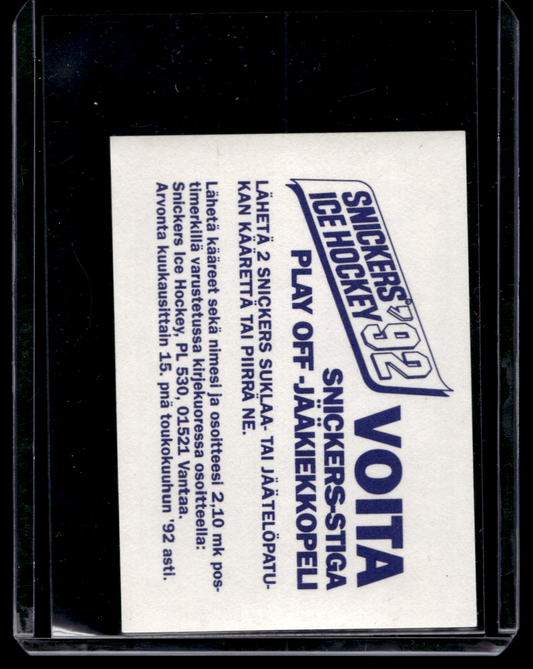 SNICKERS' '92
ICE HOCKEY
VOITA
SNICKERS-STIGA
PLAY OFF -JÄÄKIEKKOPELI
LÄHETÄ 2 SNICKERS SUKLAA- TAI JÄÄTELÖPATU-
KAN KÄÄRETTÄ TAI PIIRRÄ NE.
Lähetä kääreet sekä nimesi ja osoitteesi 2,10 mk pos-
timerkillä varustetussa kirjekuoressa osoitteella:
Snickers Ice Hockey, PL 530, 01521 Vantaa.
Arvonta kuukausittain 15. pnä toukokuuhun '92 asti.